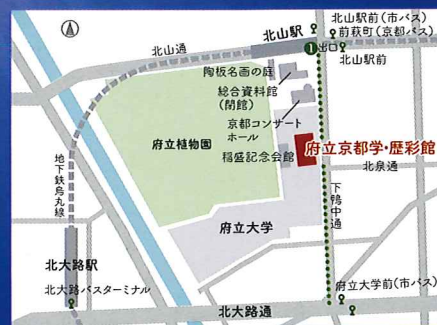 北山駅
北山駅前(市バス)
前萩町(京都バス)
北山通
1出口
北山駅前
陶板名画の庭
総合資料館
(閉館)
京都コンサート
ホール
府立植物園
府立京都学・歴彩館
稲盛記念会館
北泉通
地下鉄烏丸線
下鴨中通
府立大学
北大路駅
北大路バスターミナル
府立大学前(市バス)
北大路通